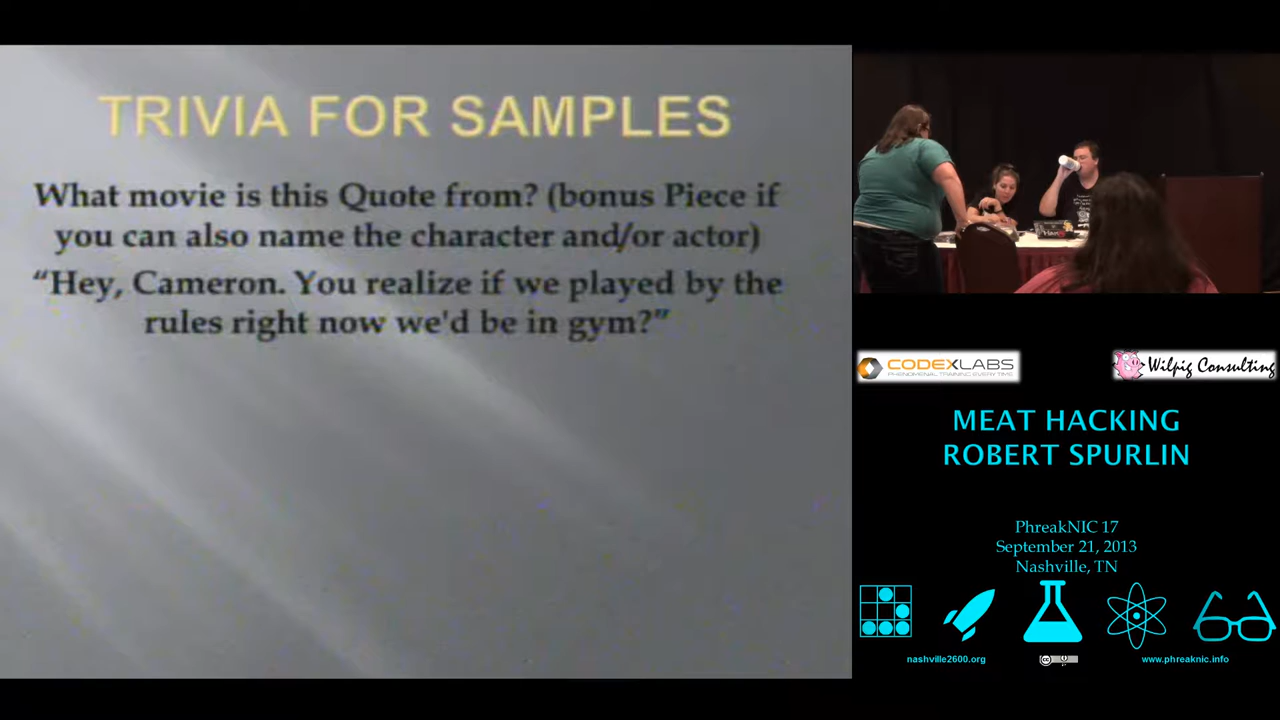 TRIVIA FOR SAMPLES
What movie is this Quote from? (bonus Piece if
you can also name the character and/or actor)
“Hey, Cameron. You realize if we played by the
rules right now we'd be in gym?”
CODEXLABS
PHENOMENAL TRAINING EVERYTIME
Wilpig Consulting
MEAT HACKING
ROBERT SPURLIN
PhreakNIC 17
September 21, 2013
Nashville, TN
nashville2600.org
cc
www.phreaknic.info